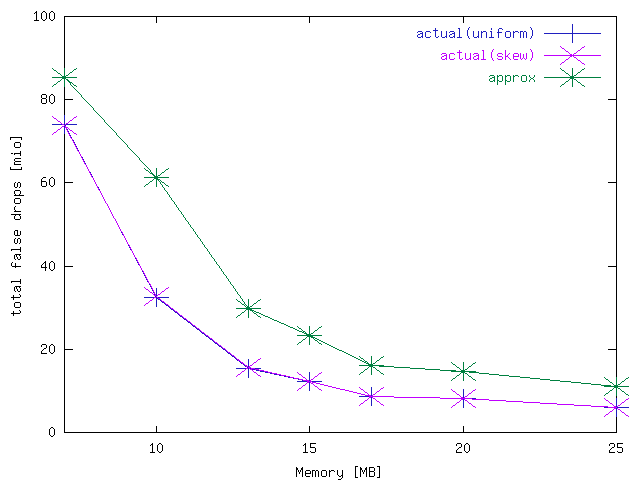 100
actual(uniform)
actual(skew)
approx
80
60
40
20
0
total false drops [mio]
10 15 20 25
Memory [MB]